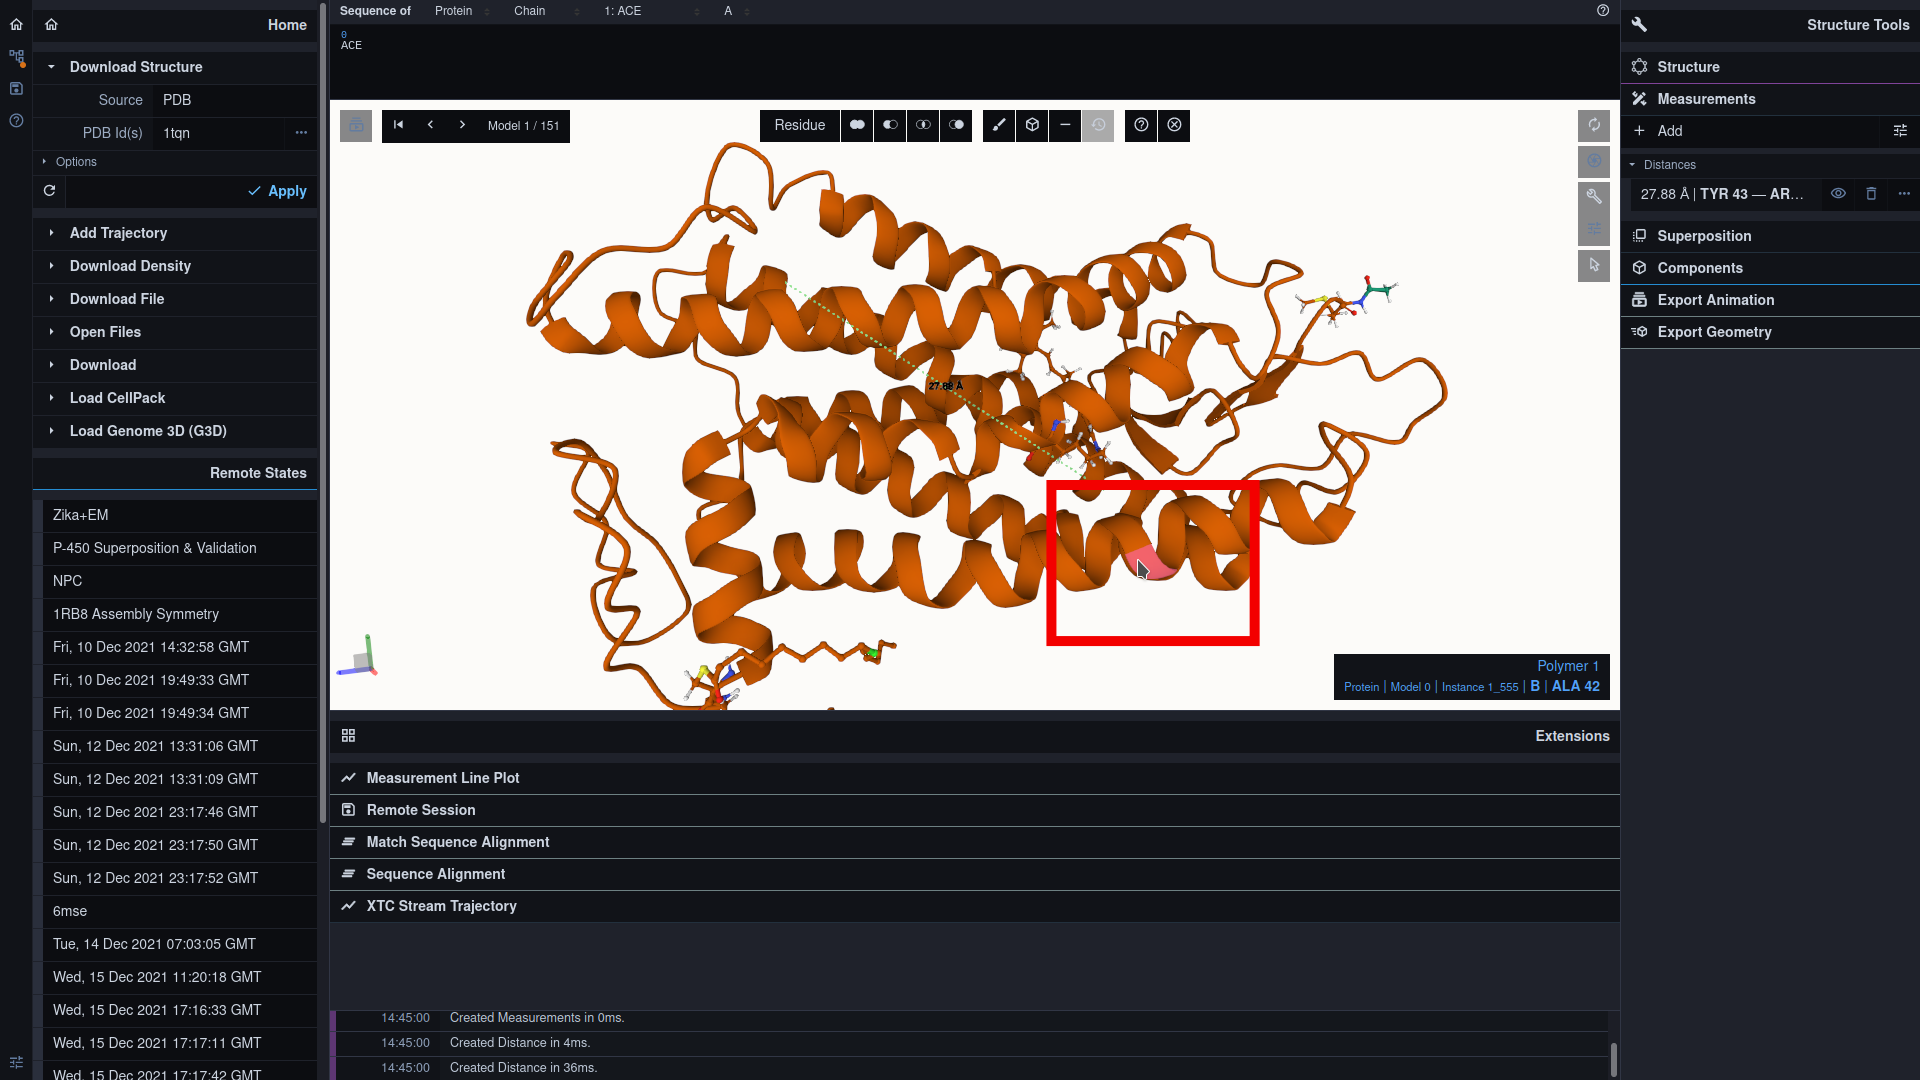 Home
Download Structure
Source PDB
PDB Id(s) 1tqn
Options
Apply
Add Trajectory
Download Density
Download File
Open Files
Download
Load CellPack
Load Genome 3D (G3D)
Remote States
Zika+EM
P-450 Superposition & Validation
NPC
1RB8 Assembly Symmetry
Fri, 10 Dec 2021 14:32:58 GMT
Fri, 10 Dec 2021 19:49:33 GMT
Fri, 10 Dec 2021 19:49:34 GMT
Sun, 12 Dec 2021 13:31:06 GMT
Sun, 12 Dec 2021 13:31:09 GMT
Sun, 12 Dec 2021 23:17:46 GMT
Sun, 12 Dec 2021 23:17:50 GMT
Sun, 12 Dec 2021 23:17:52 GMT
6mse
Tue, 14 Dec 2021 07:03:05 GMT
Wed, 15 Dec 2021 11:20:18 GMT
Wed, 15 Dec 2021 17:16:33 GMT
Wed, 15 Dec 2021 17:17:11 GMT
Wed, 15 Dec 2021 17:17:42 GMT
Sequence of Protein Chain 1: ACE A
0
ACE
Model 1 / 151
Residue
27.88 Å
Polymer 1
Protein | Model 0 | Instance 1_555 | B | ALA 42
Extensions
Measurement Line Plot
Remote Session
Match Sequence Alignment
Sequence Alignment
XTC Stream Trajectory
14:45:00 Created Measurements in 0ms.
14:45:00 Created Distance in 4ms.
14:45:00 Created Distance in 36ms.
Structure Tools
Structure
Measurements
Add
Distances
27.88 Å | TYR 43 — AR...
Superposition
Components
Export Animation
Export Geometry